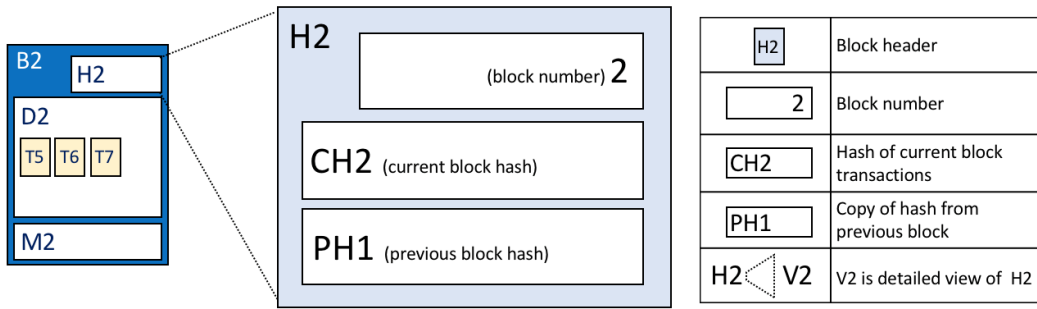 B2
H2
D2
T5 T6 T7
M2
H2
(block number) 2
CH2 (current block hash)
PH1 (previous block hash)
H2 Block header
2 Block number
CH2 Hash of current block
transactions
PH1 Copy of hash from
previous block
H2 V2 V2 is detailed view of H2